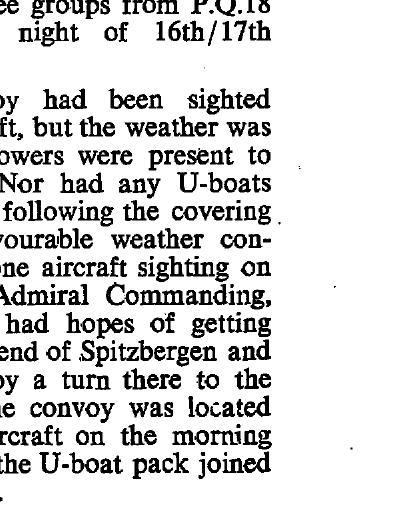 ee groups from P.Q.18
night of 16th/17th
oy had been sighted
ft, but the weather was
owers were present to
Nor had any U-boats
following the covering
vourable weather con-
ne aircraft sighting on
Admiral Commanding,
had hopes of getting
end of Spitzbergen and
by a turn there to the
e convoy was located
rcraft on the morning
the U-boat pack joined